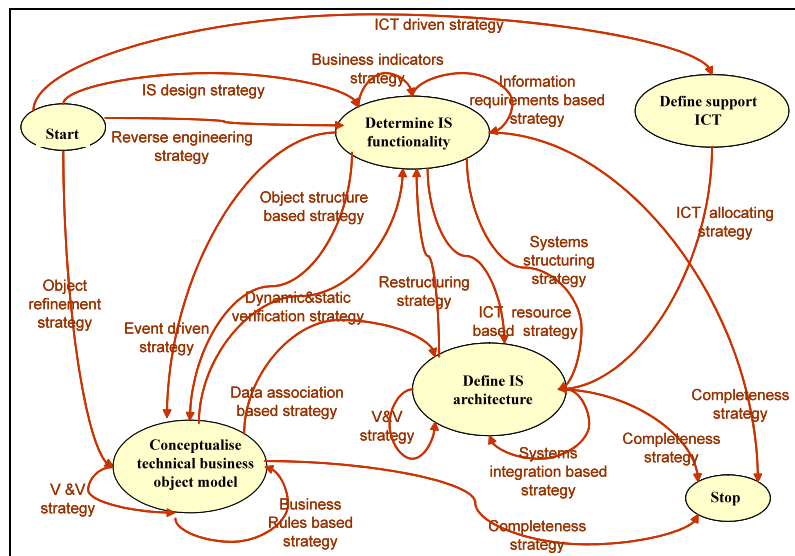 ICT driven strategy
Business indicators
strategy
IS design strategy
Information
requirements based
strategy
Define support
ICT
Start
Determine IS
functionality
Reverse engineering
strategy
Object structure
based strategy
ICT allocating
strategy
Systems
structuring
strategy
Object
refinement
strategy
Dynamic&static
verification strategy
Restructuring
strategy
ICT resource
based strategy
Event driven
strategy
Data association
based strategy
Define IS
architecture
Completeness
strategy
V&V
strategy
Completeness
strategy
Conceptualise
technical business
object model
Systems
integration based
strategy
V &V
strategy
Stop
Business
Rules based
strategy
Completeness
strategy